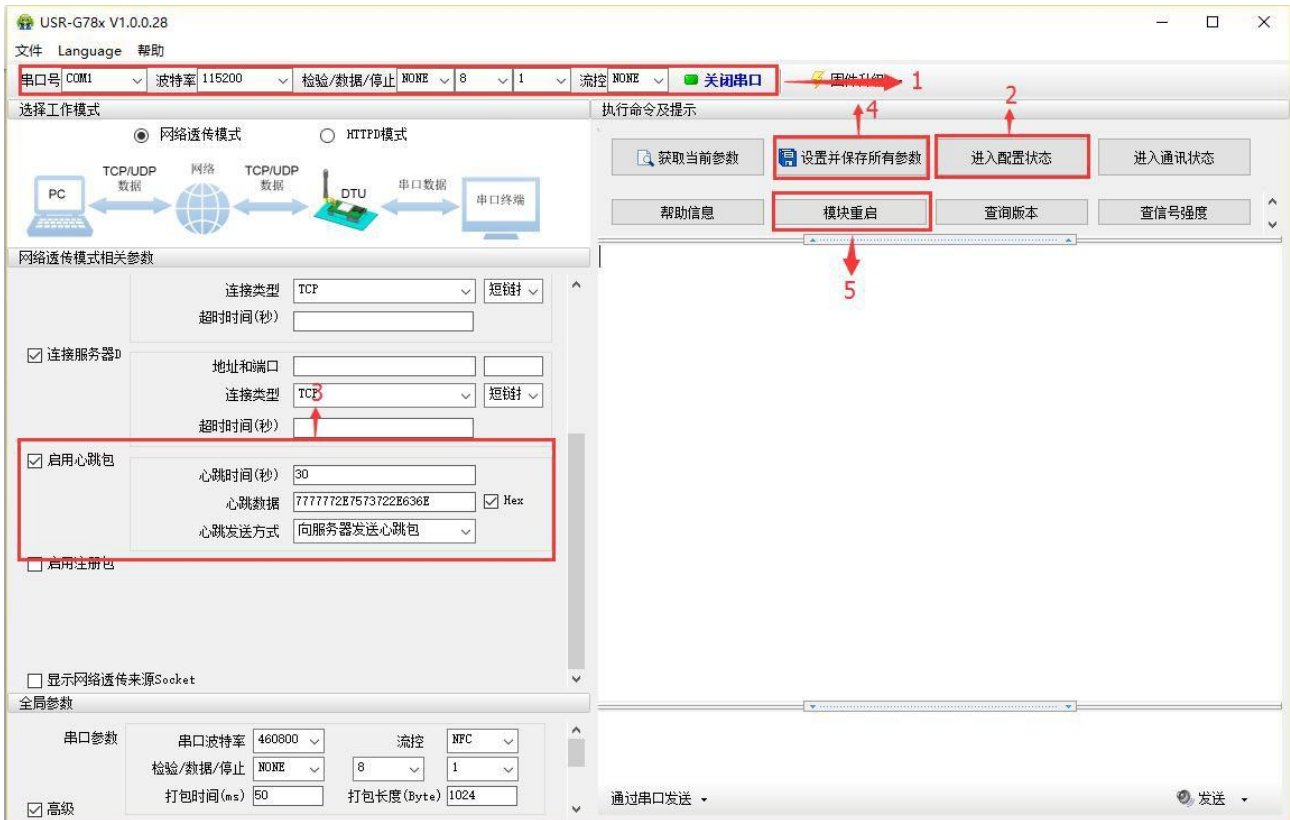 USR-G78x V1.0.0.28
文件 Language 帮助
串口号 COM1 波特率 115200 检验/数据/停止 NONE 8 1 流控 NONE 关闭串口 固件升级 1
选择工作模式
网络透传模式 HTTPD模式
PC TCP/UDP数据 网络 TCP/UDP数据 DTU 串口数据 串口终端
执行命令及提示
4 2
获取当前参数 设置并保存所有参数 进入配置状态 进入通讯状态
帮助信息 模块重启 查询版本 查信号强度
5
网络透传模式相关参数
连接类型 TCP 短链接
超时时间(秒)
连接服务器D
地址和端口
连接类型 TCP 短链接
3
超时时间(秒)
启用心跳包
心跳时间(秒) 30
心跳数据 7777772E7573722E636E Hex
心跳发送方式 向服务器发送心跳包
启用注册包
显示网络透传来源Socket
全局参数
串口参数 串口波特率 460800 流控 NFC
检验/数据/停止 NONE 8 1
打包时间(ms) 50 打包长度(Byte) 1024
高级
通过串口发送 发送